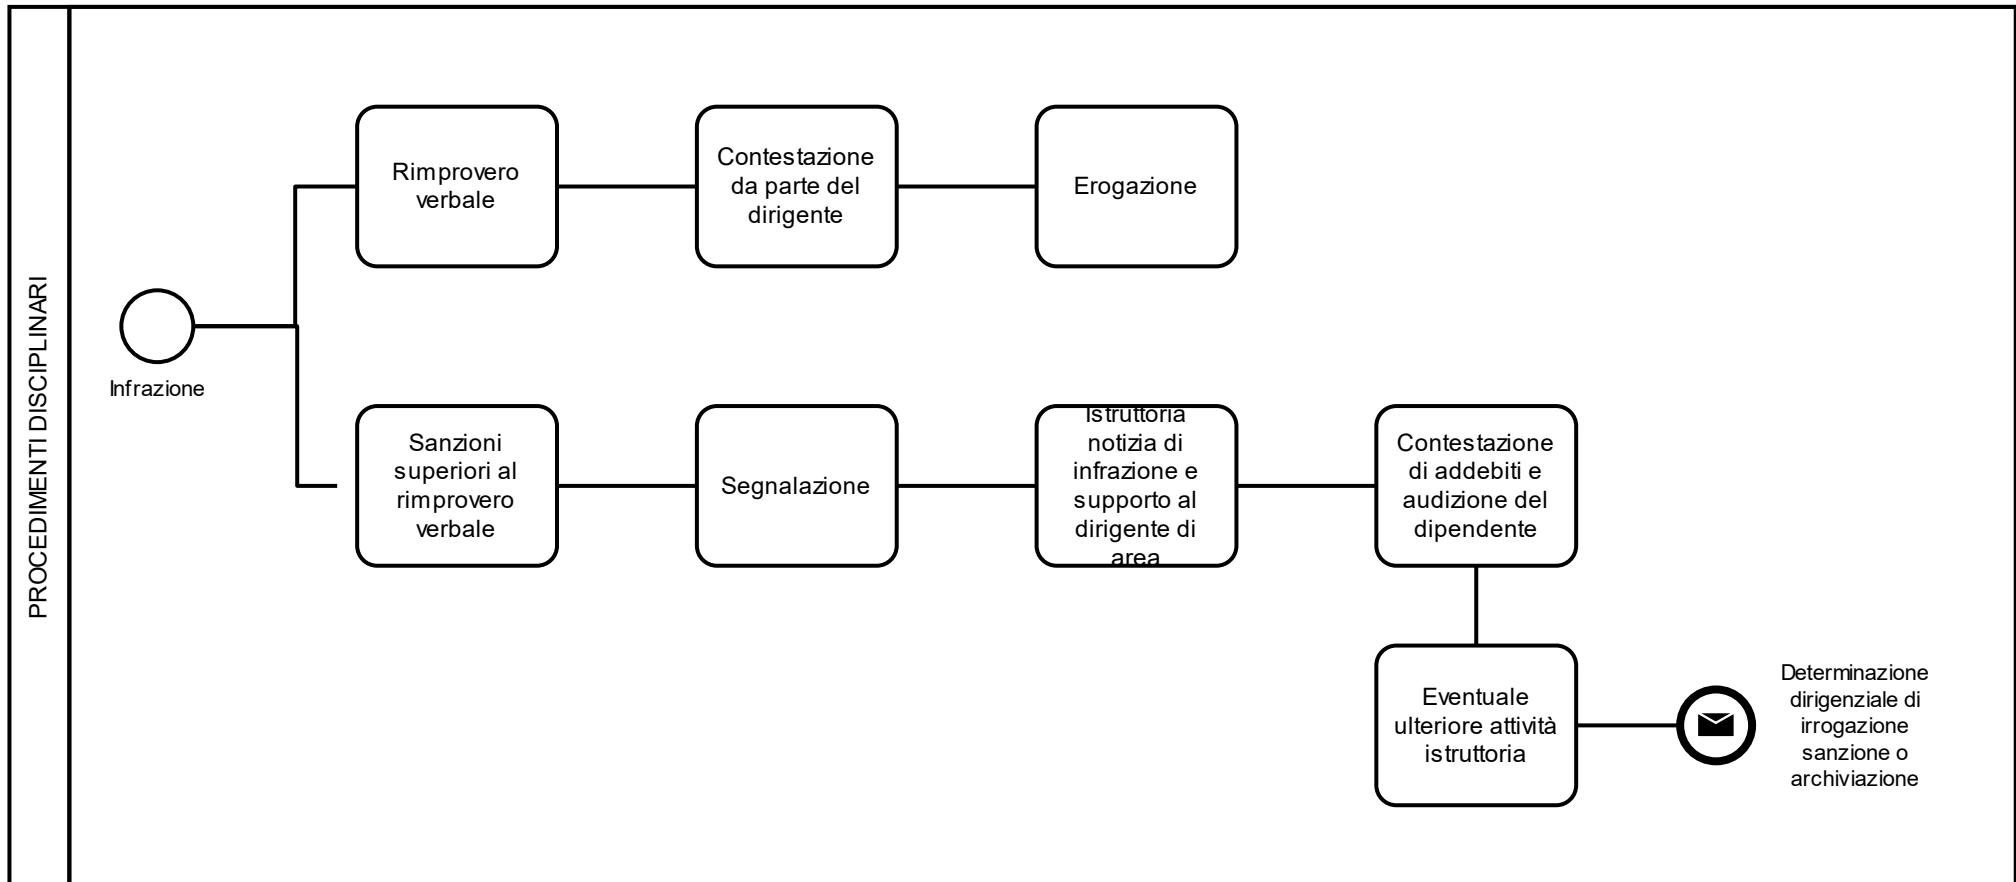 PROCEDIMENTI DISCIPLINARI
Infrazione
Rimprovero
verbale
Contestazione
da parte del
dirigente
Erogazione
Sanzioni
superiori al
rimprovero
verbale
Segnalazione
Istruttoria
notizia di
infrazione e
supporto al
dirigente di
area
Contestazione
di addebiti e
audizione del
dipendente
Eventuale
ulteriore attività
istruttoria
Determinazione
dirigenziale di
irrogazione
sanzione o
archiviazione